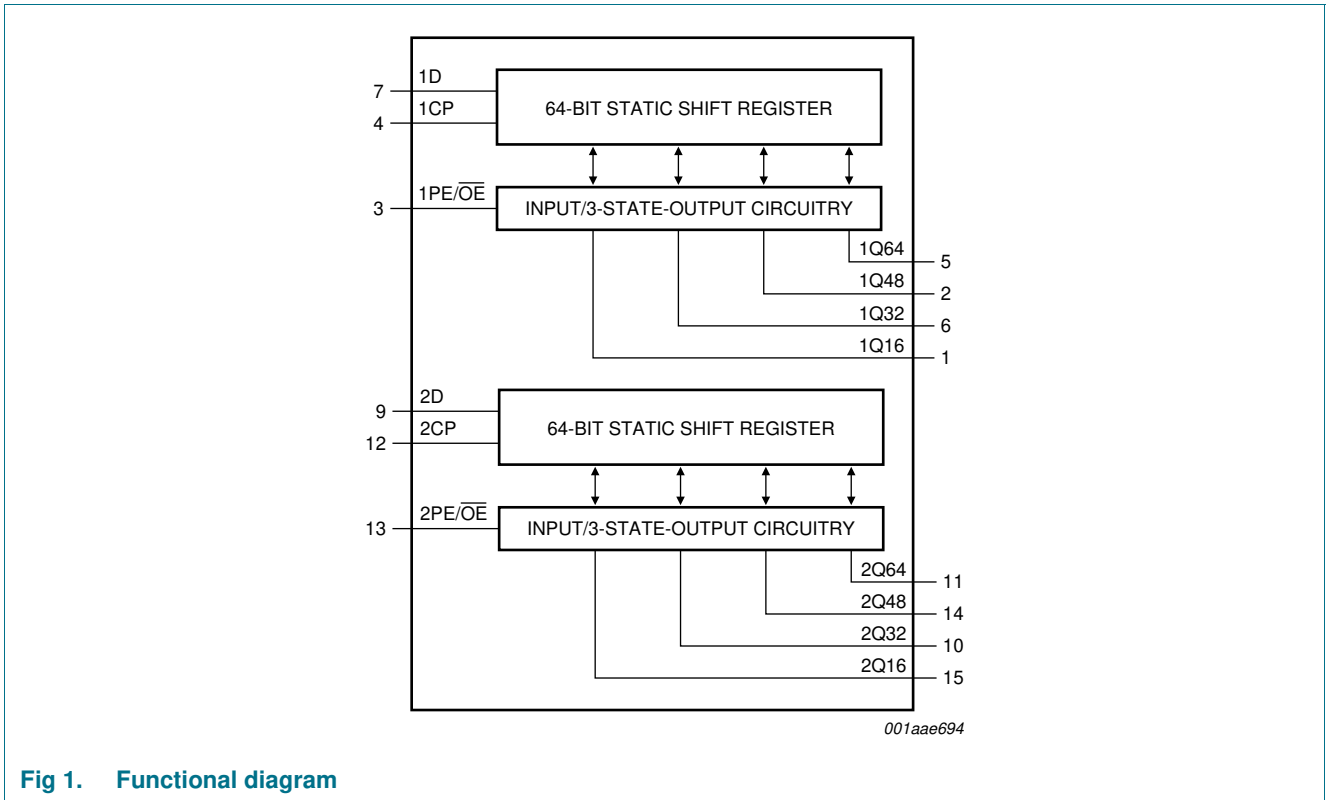 1D
7
64-BIT STATIC SHIFT REGISTER
1CP
4
1PE/O̅E̅
3
INPUT/3-STATE-OUTPUT CIRCUITRY
1Q64
5
1Q48
2
1Q32
6
1Q16
1
2D
9
64-BIT STATIC SHIFT REGISTER
2CP
12
2PE/O̅E̅
13
INPUT/3-STATE-OUTPUT CIRCUITRY
2Q64
11
2Q48
14
2Q32
10
2Q16
15
001aae694
Fig 1. Functional diagram